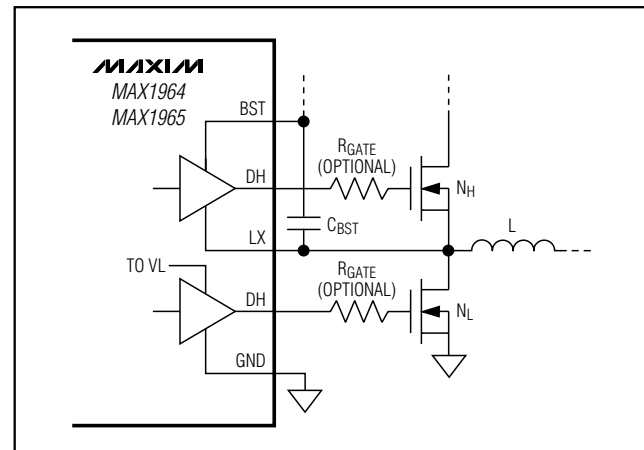 MAXIM
MAX1964
MAX1965
BST
RGATE
(OPTIONAL)
DH
NH
CBST
L
LX
TO VL
RGATE
(OPTIONAL)
DH
NL
GND